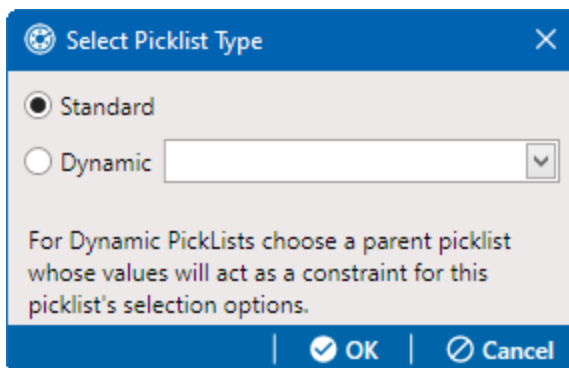 Select Picklist Type
Standard
Dynamic
For Dynamic PickLists choose a parent picklist
whose values will act as a constraint for this
picklist's selection options.
OK Cancel